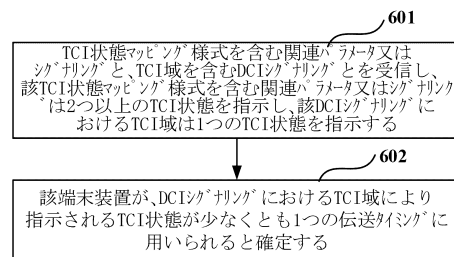 601
TCI状態マッピング様式を含む関連パラメータ又は
シグナリングと、TCI域を含むDCIシグナリングとを受信し、
該TCI状態マッピング様式を含む関連パラメータ又はシグナリング
は2つ以上のTCI状態を指示し、該DCIシグナリングに
おけるTCI域は1つのTCI状態を指示する
602
該端末装置が、DCIシグナリングにおけるTCI域により
指示されるTCI状態が少なくとも1つの伝送タイミングに
用いられると確定する